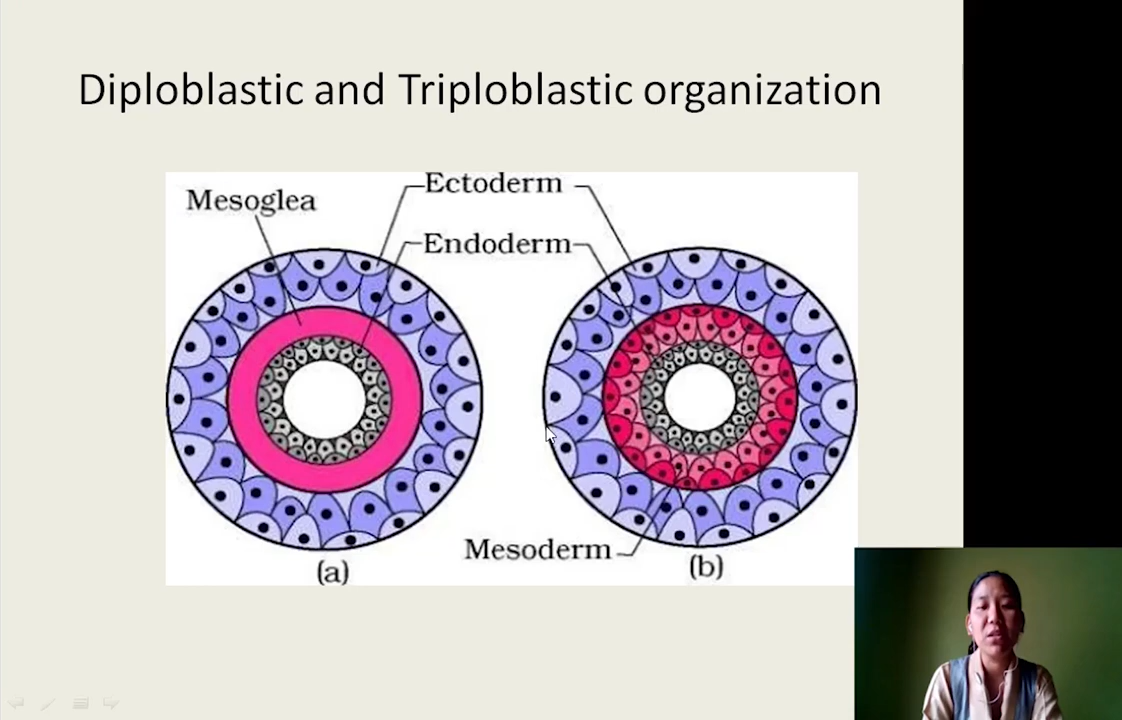 Diploblastic and Triploblastic organization
Mesoglea
Ectoderm
Endoderm
Mesoderm
(a)
(b)